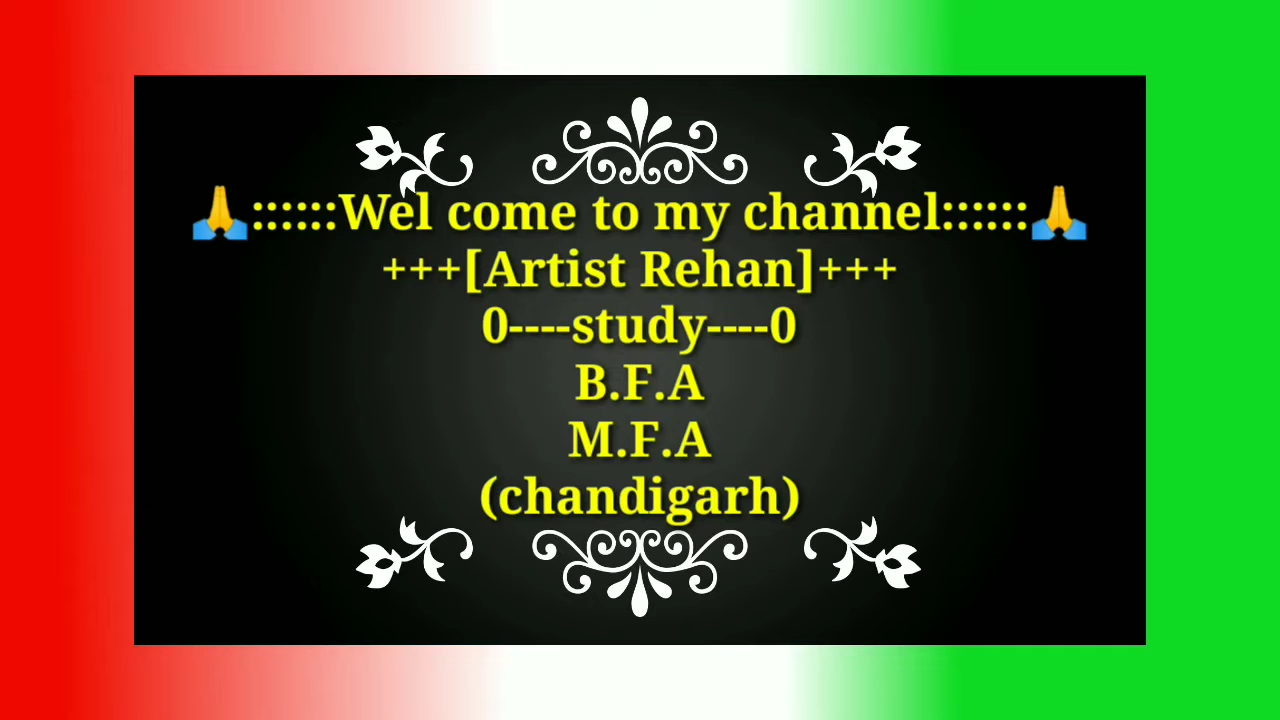 🙏::::::Wel come to my channel::::::🙏
+++[Artist Rehan]+++
0----study----0
B.F.A
M.F.A
(chandigarh)